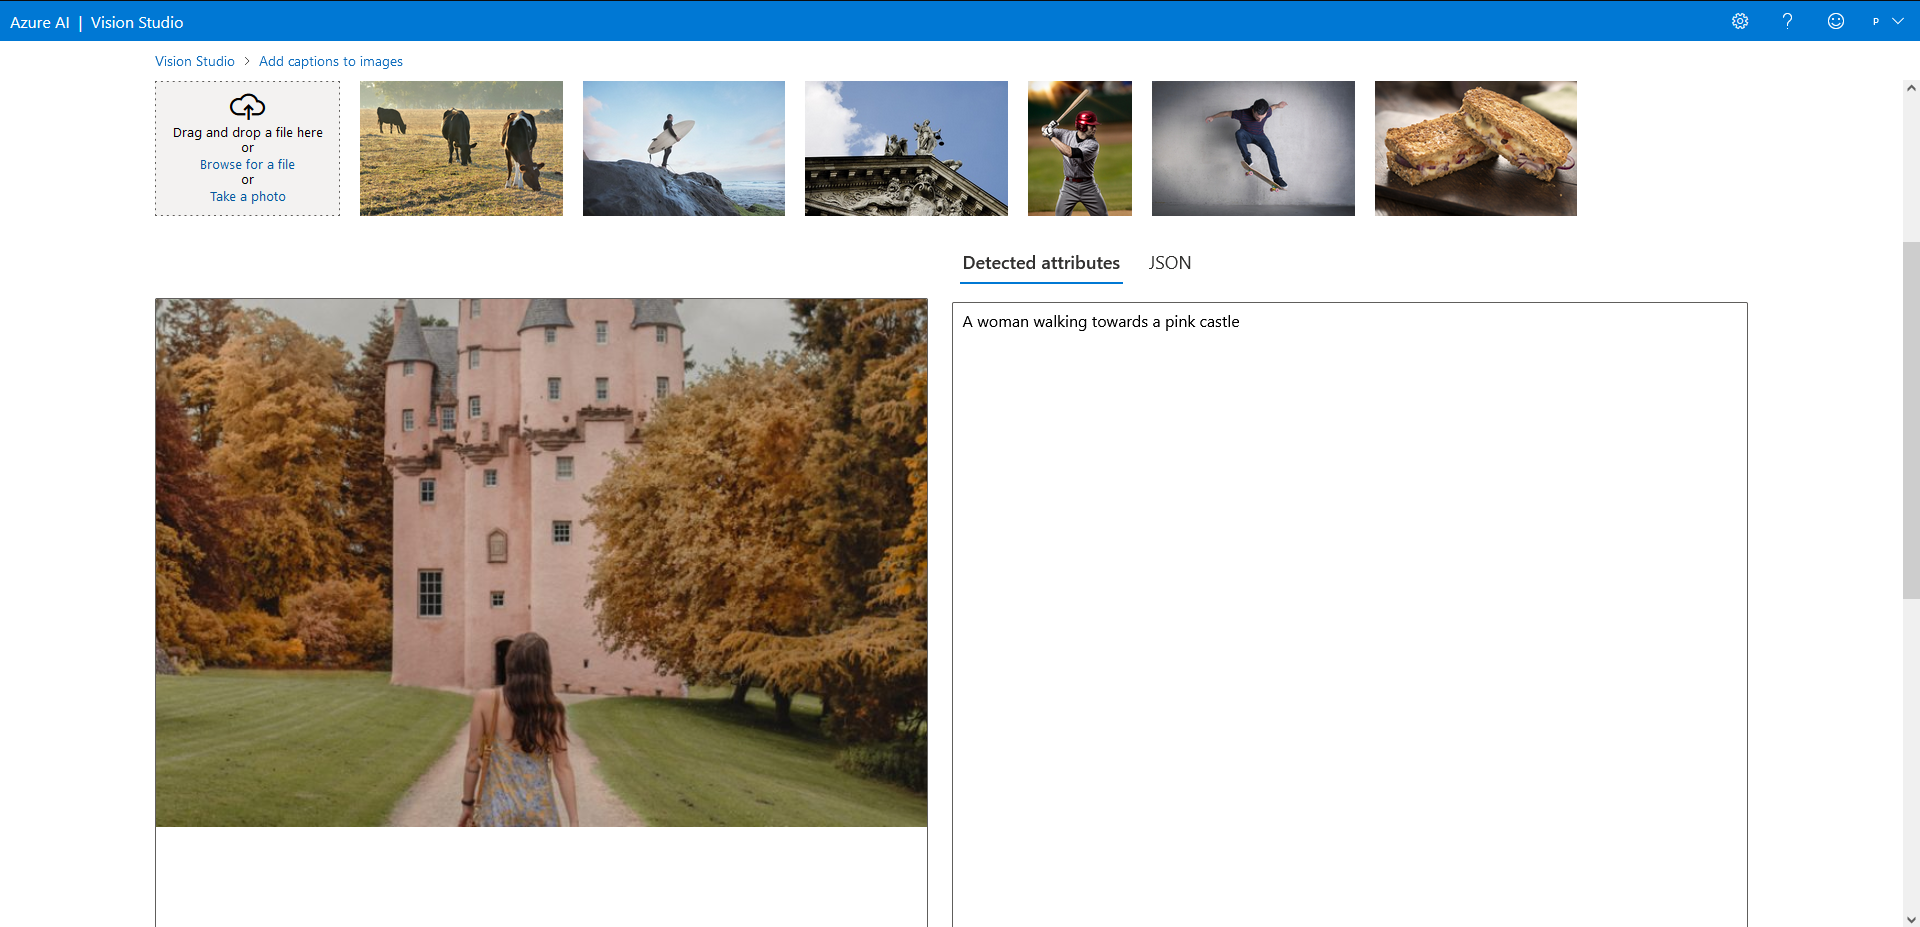 Azure AI | Vision Studio
P
Vision Studio > Add captions to images
Drag and drop a file here
or
Browse for a file
or
Take a photo
Detected attributes JSON
A woman walking towards a pink castle